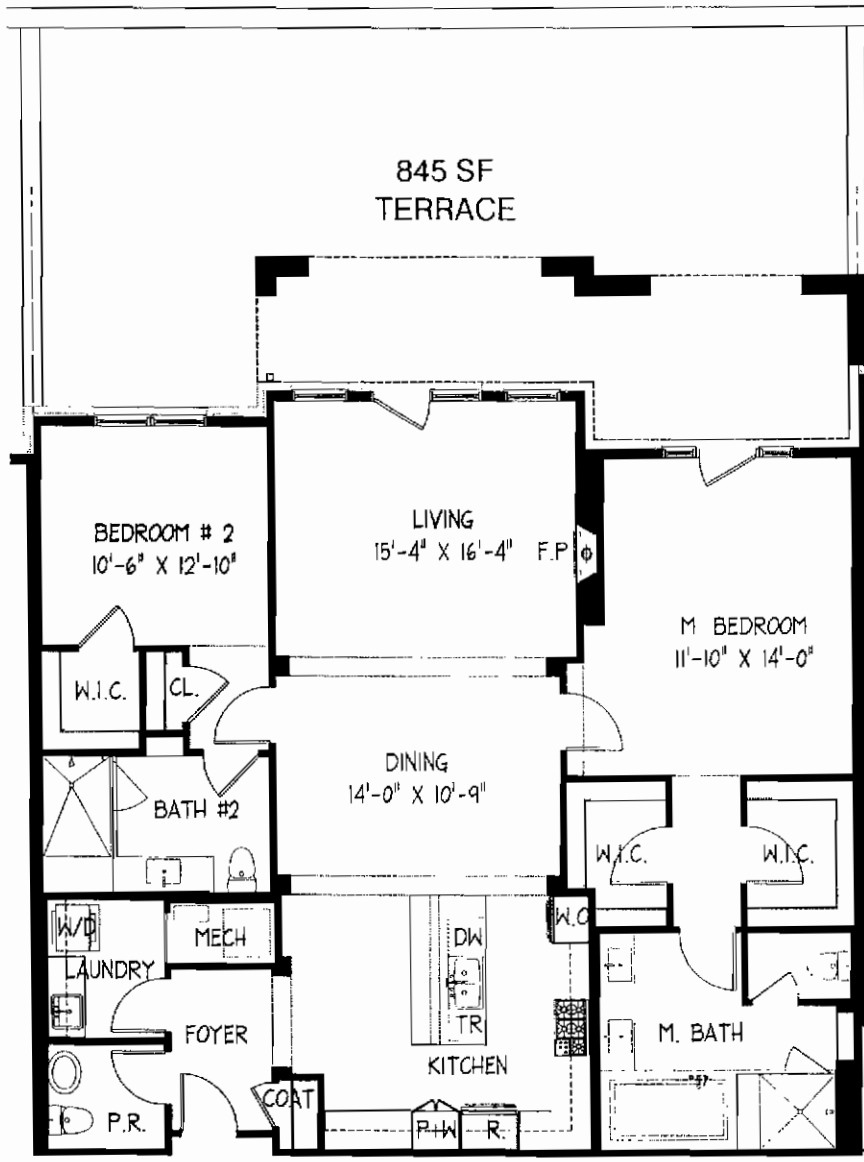 845 SF
TERRACE
LIVING
15'-4" X 16'-4"
F.P
BEDROOM # 2
10'-6" X 12'-10"
M BEDROOM
11'-10" X 14'-0"
W.I.C.
CL.
DINING
14'-0" X 10'-9"
BATH #2
W.I.C.
W.I.C.
W/D
MECH
DW
W.O
LAUNDRY
TR
FOYER
M. BATH
KITCHEN
COAT
P.R.
P+W
R.